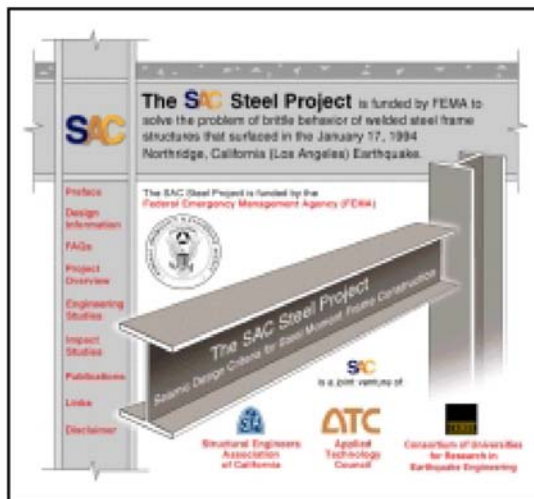 The SAC Steel Project is funded by FEMA to
solve the problem of brittle behavior of welded steel frame
structures that surfaced in the January 17, 1994
Northridge, California (Los Angeles) Earthquake.
SAC
The SAC Steel Project is funded by the
Federal Emergency Management Agency (FEMA)
Preface
Design
Information
FAQs
Project
Overview
Engineering
Studies
Impact
Studies
Publications
Links
Disclaimer
The SAC Steel Project
Seismic Design Criteria for Steel Moment Frame Construction
SAC
is a joint venture of:
Structural Engineers
Association
of California
ATC
Applied
Technology
Council
Consortium of Universities
for Research in
Earthquake Engineering